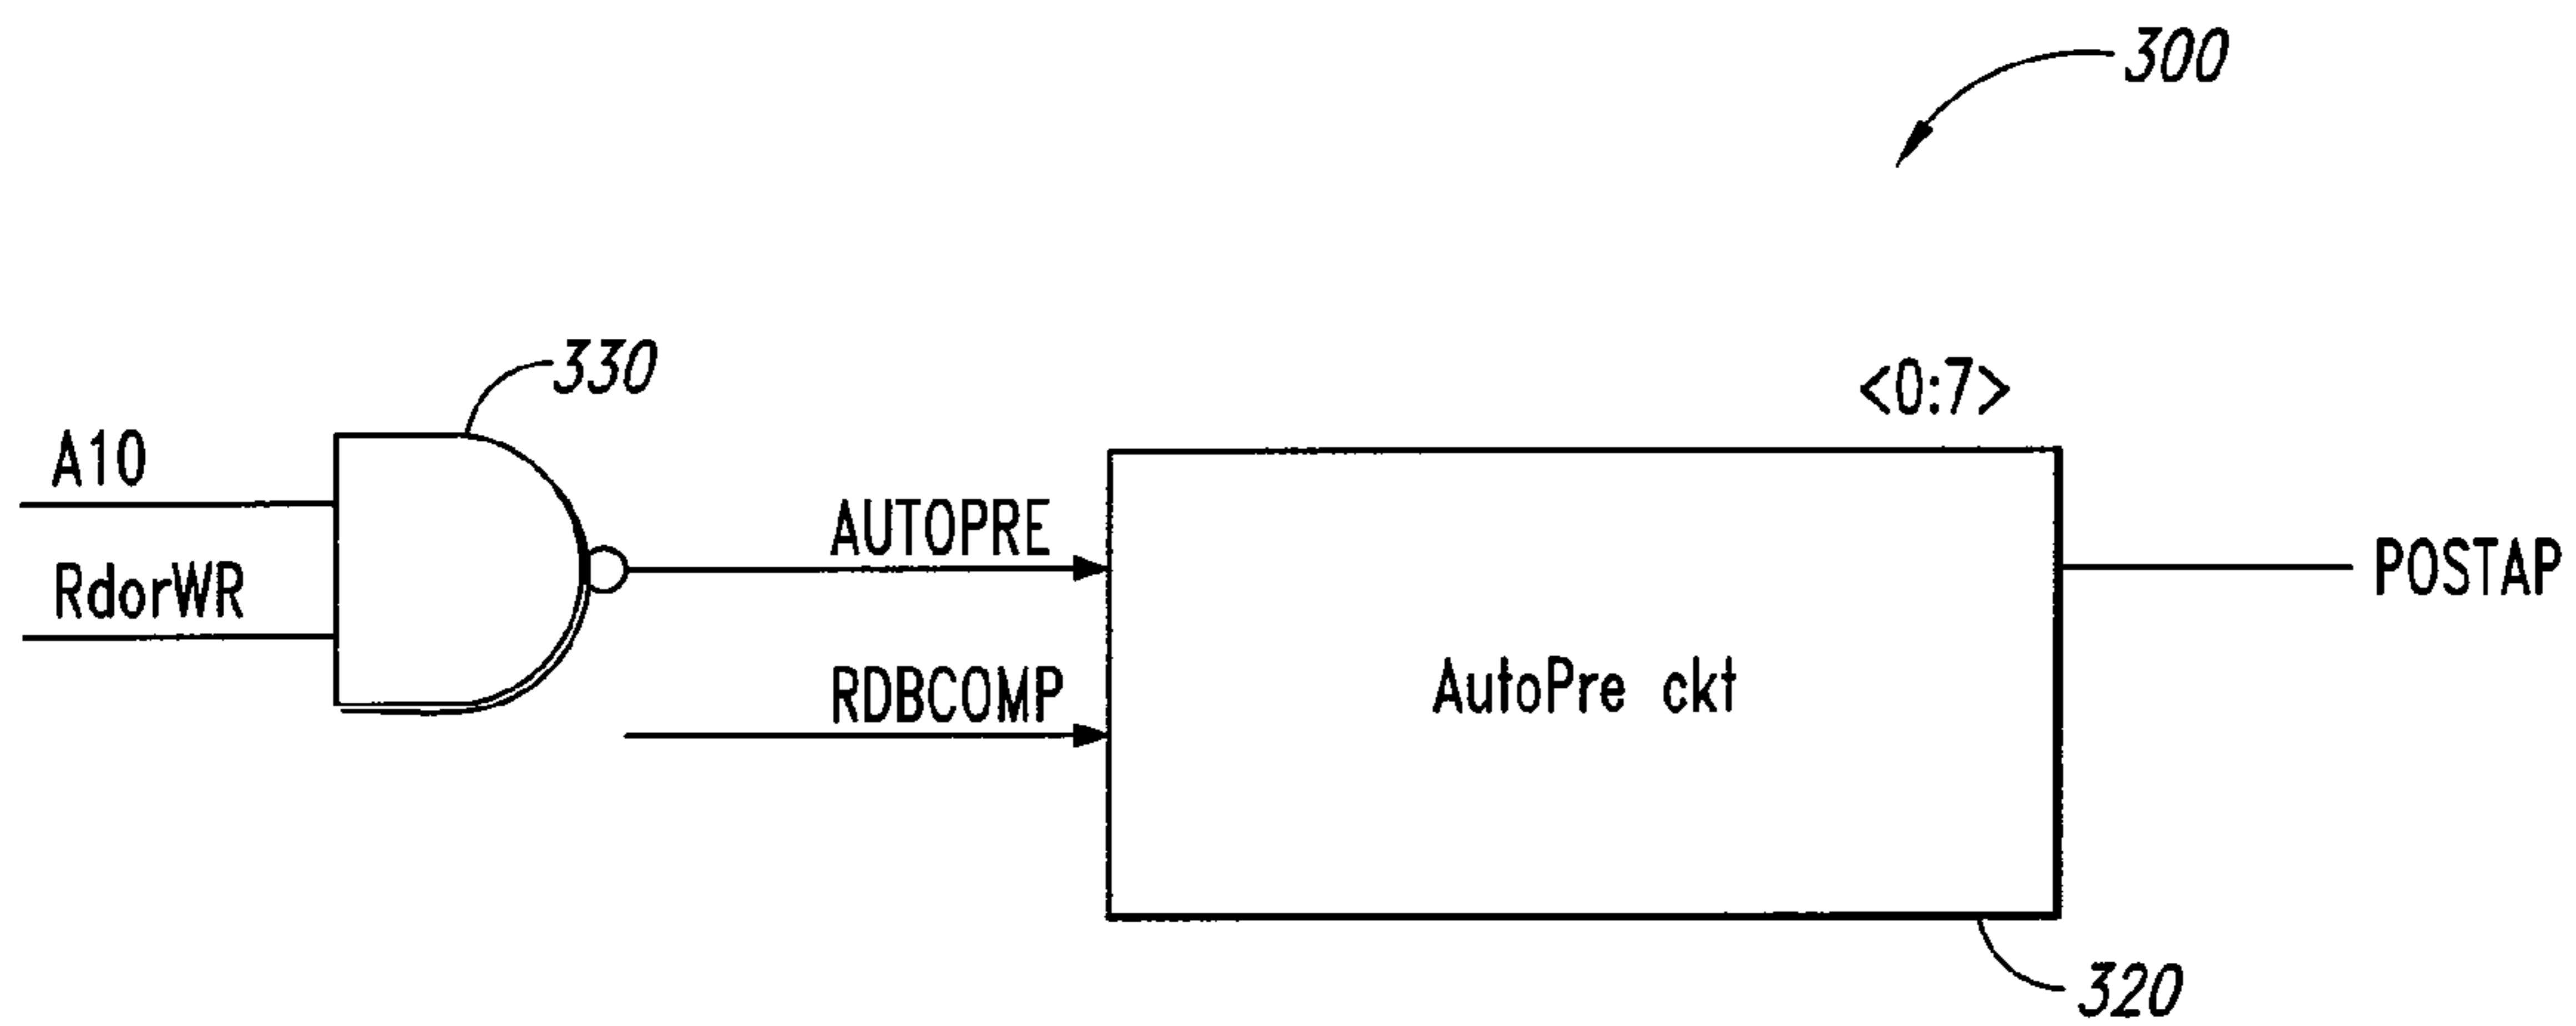 300
330
<0:7>
A10
AUTOPRE
RdorWR
POSTAP
RDBCOMP
AutoPre ckt
320